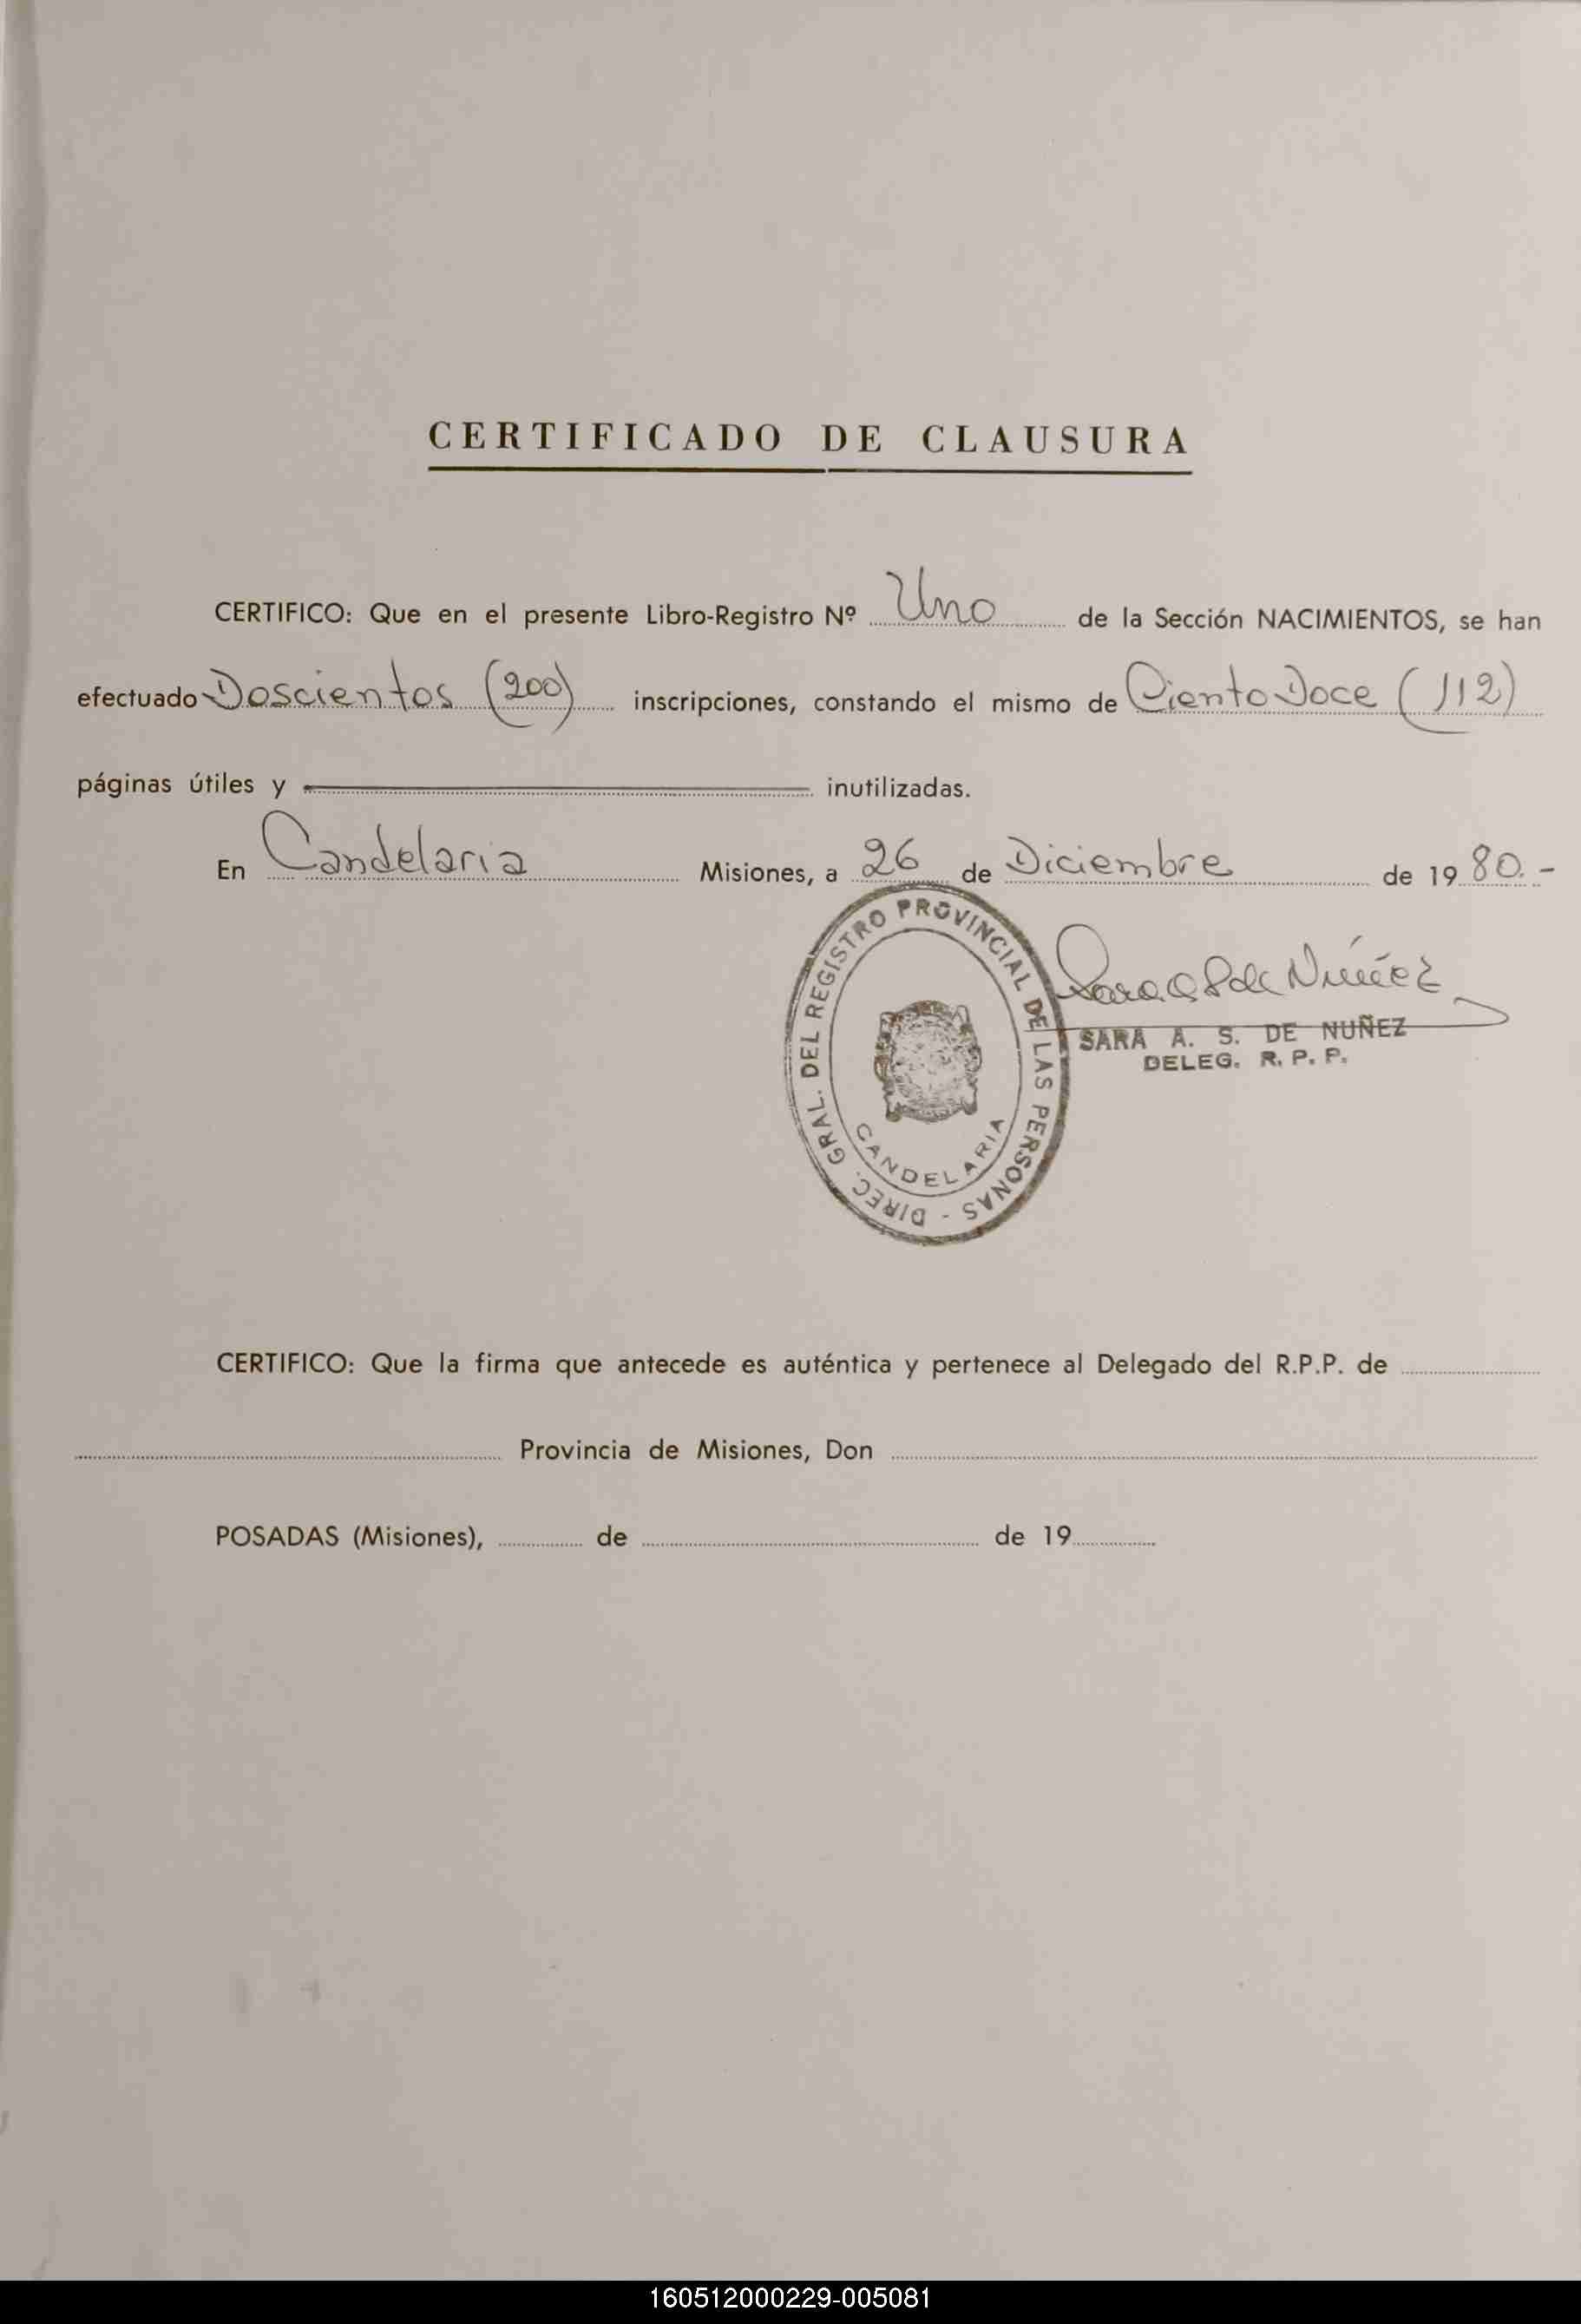 CERTIFICADO DE CLAUSURA
CERTIFICO: Que en el presente Libro-Registro Nº Uno de la Sección NACIMIENTOS, se han
efectuado Doscientos (200) inscripciones, constando el mismo de Ciento Doce (112)
páginas útiles y inutilizadas.
En Candelaria Misiones, a 26 de Diciembre de 1980.-
DIREC. GRAL. DEL REGISTRO PROVINCIAL DE LAS PERSONAS -
CANDELARIA
Sara A S de Núñez
SARA A. S. DE NUÑEZ
DELEG. R. P. P.
CERTIFICO: Que la firma que antecede es auténtica y pertenece al Delegado del R.P.P. de
Provincia de Misiones, Don
POSADAS (Misiones), de de 19
160512000229-005081